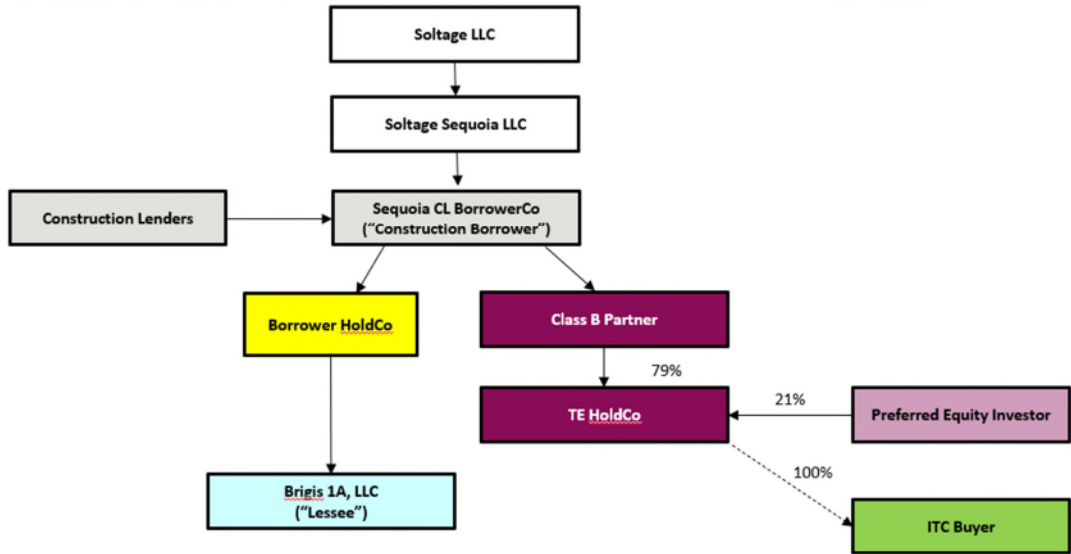 Soltage LLC
Soltage Sequoia LLC
Construction Lenders
Sequoia CL BorrowerCo
(“Construction Borrower”)
Borrower HoldCo
Class B Partner
79%
TE HoldCo
21%
Preferred Equity Investor
100%
Brigis 1A, LLC
(“Lessee”)
ITC Buyer